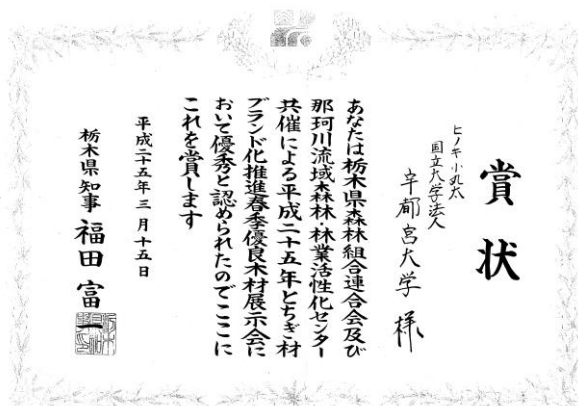 賞状
ヒノキ小丸太
国立大学法人
宇都宮大学 様
あなたは栃木県森林組合連合会及び
那珂川流域森林・林業活性化センター
共催による平成二十五年とちぎ材
ブランド化推進春季優良木材展示会に
おいて優秀と認められたのでここに
これを賞します
平成二十五年三月十五日
栃木県知事 福田富一